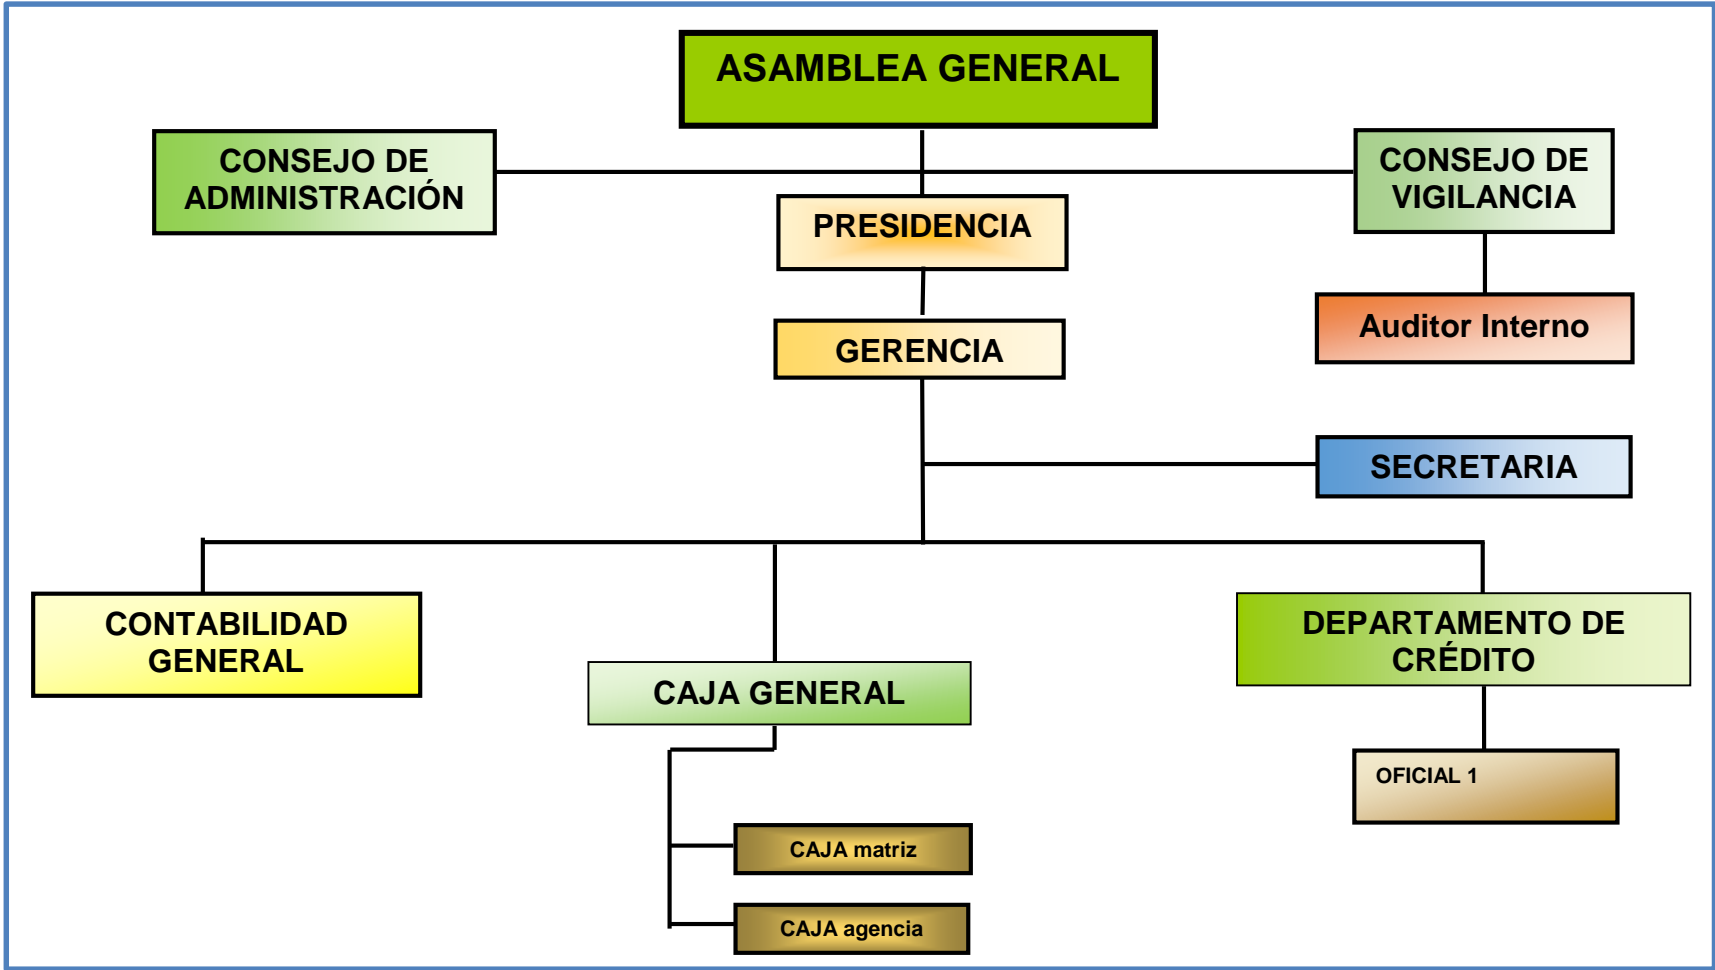 ASAMBLEA GENERAL
CONSEJO DE
ADMINISTRACIÓN
CONSEJO DE
VIGILANCIA
PRESIDENCIA
Auditor Interno
GERENCIA
SECRETARIA
CONTABILIDAD
GENERAL
CAJA GENERAL
DEPARTAMENTO DE
CRÉDITO
OFICIAL 1
CAJA matriz
CAJA agencia